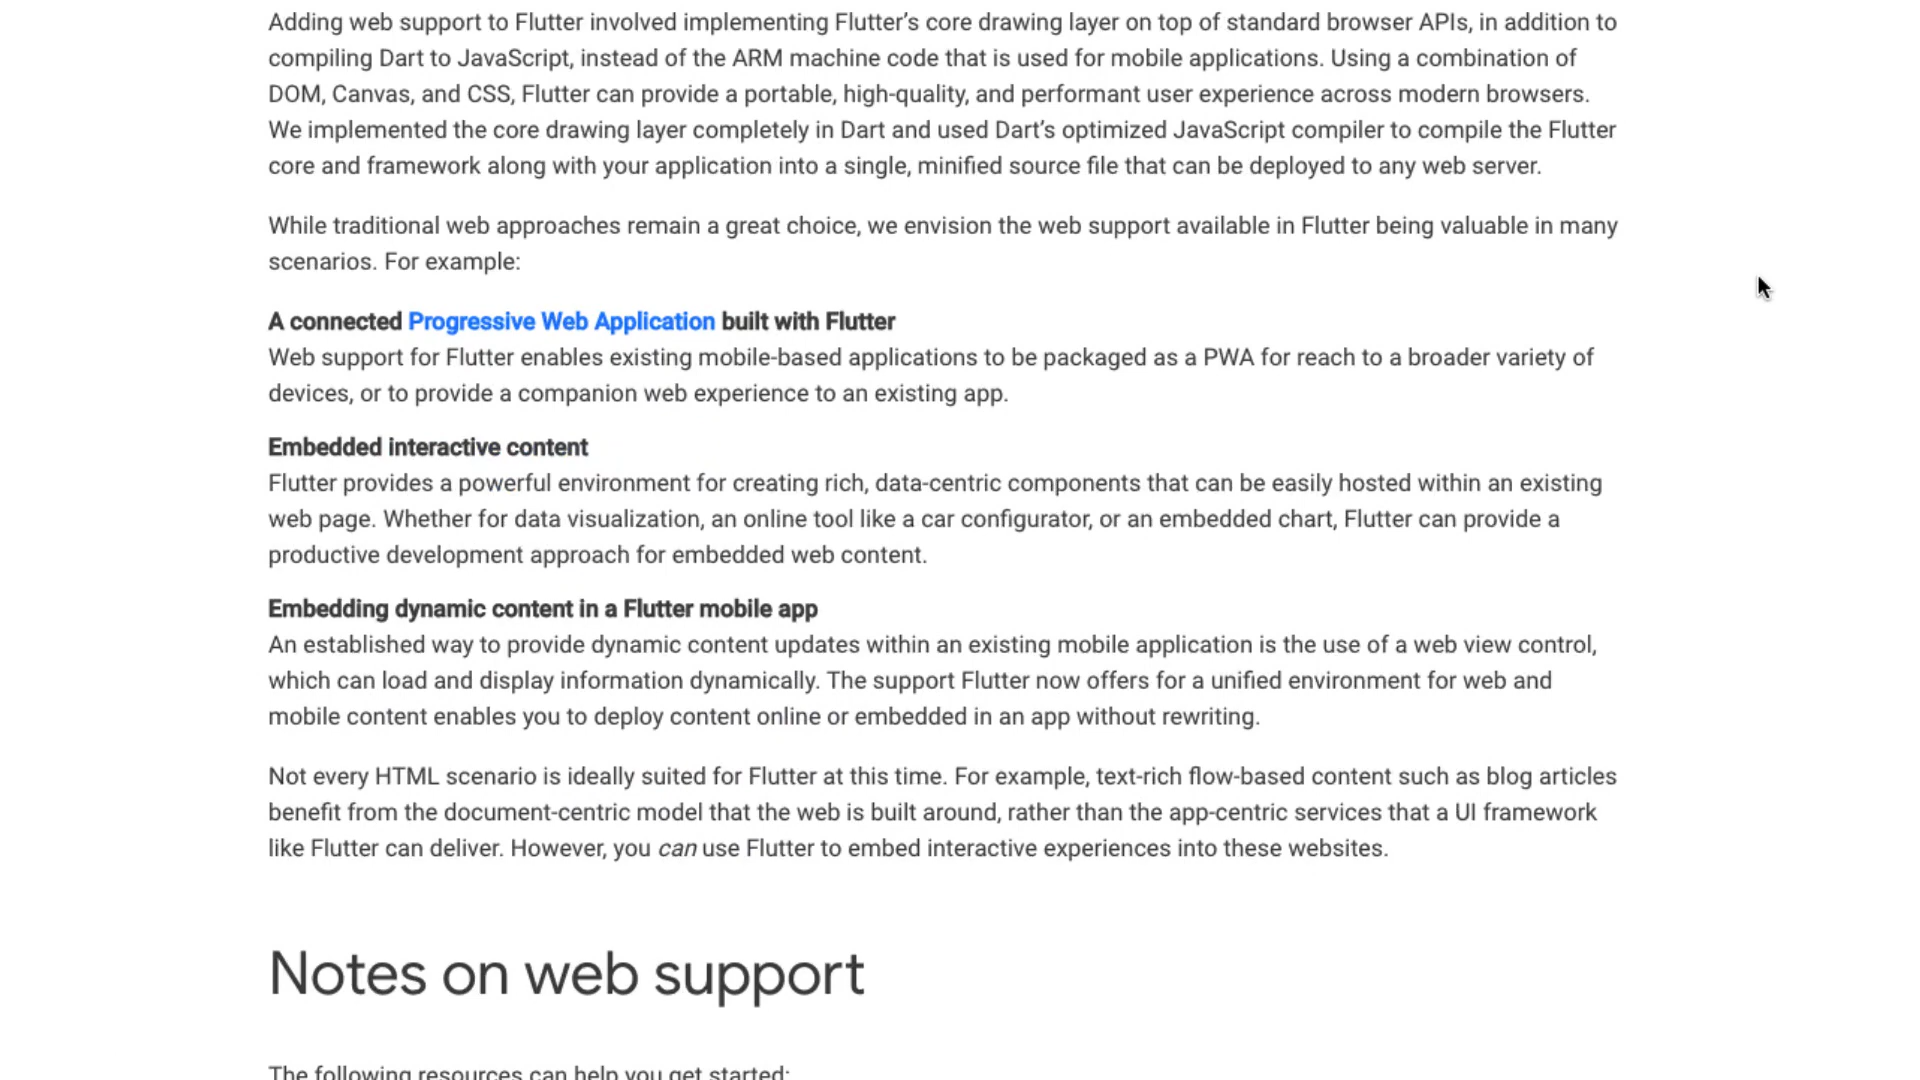 Adding web support to Flutter involved implementing Flutter’s core drawing layer on top of standard browser APIs, in addition to
compiling Dart to JavaScript, instead of the ARM machine code that is used for mobile applications. Using a combination of
DOM, Canvas, and CSS, Flutter can provide a portable, high-quality, and performant user experience across modern browsers.
We implemented the core drawing layer completely in Dart and used Dart’s optimized JavaScript compiler to compile the Flutter
core and framework along with your application into a single, minified source file that can be deployed to any web server.
While traditional web approaches remain a great choice, we envision the web support available in Flutter being valuable in many
scenarios. For example:
A connected Progressive Web Application built with Flutter
Web support for Flutter enables existing mobile-based applications to be packaged as a PWA for reach to a broader variety of
devices, or to provide a companion web experience to an existing app.
Embedded interactive content
Flutter provides a powerful environment for creating rich, data-centric components that can be easily hosted within an existing
web page. Whether for data visualization, an online tool like a car configurator, or an embedded chart, Flutter can provide a
productive development approach for embedded web content.
Embedding dynamic content in a Flutter mobile app
An established way to provide dynamic content updates within an existing mobile application is the use of a web view control,
which can load and display information dynamically. The support Flutter now offers for a unified environment for web and
mobile content enables you to deploy content online or embedded in an app without rewriting.
Not every HTML scenario is ideally suited for Flutter at this time. For example, text-rich flow-based content such as blog articles
benefit from the document-centric model that the web is built around, rather than the app-centric services that a UI framework
like Flutter can deliver. However, you can use Flutter to embed interactive experiences into these websites.
Notes on web support
The following resources can help you get started: